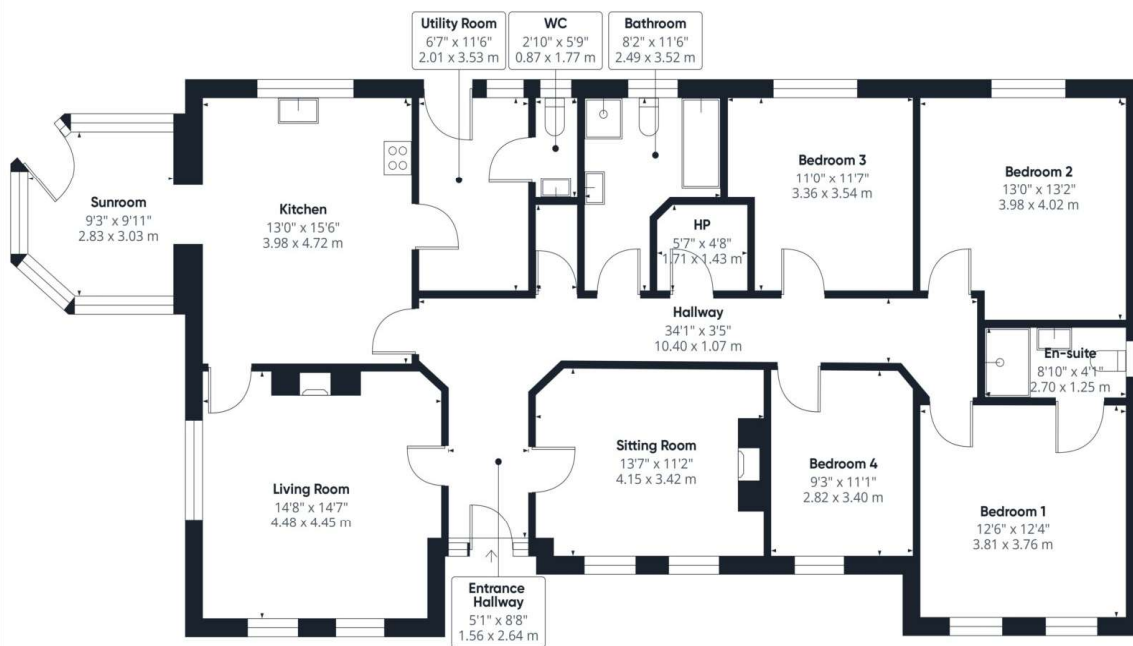 Utility Room
6'7" x 11'6"
2.01 x 3.53 m
WC
2'10" x 5'9"
0.87 x 1.77 m
Bathroom
8'2" x 11'6"
2.49 x 3.52 m
Sunroom
9'3" x 9'11"
2.83 x 3.03 m
Kitchen
13'0" x 15'6"
3.98 x 4.72 m
Bedroom 3
11'0" x 11'7"
3.36 x 3.54 m
Bedroom 2
13'0" x 13'2"
3.98 x 4.02 m
HP
5'7" x 4'8"
1.71 x 1.43 m
Hallway
34'1" x 3'5"
10.40 x 1.07 m
En-suite
8'10" x 4'1"
2.70 x 1.25 m
Living Room
14'8" x 14'7"
4.48 x 4.45 m
Sitting Room
13'7" x 11'2"
4.15 x 3.42 m
Bedroom 4
9'3" x 11'1"
2.82 x 3.40 m
Bedroom 1
12'6" x 12'4"
3.81 x 3.76 m
Entrance
Hallway
5'1" x 8'8"
1.56 x 2.64 m